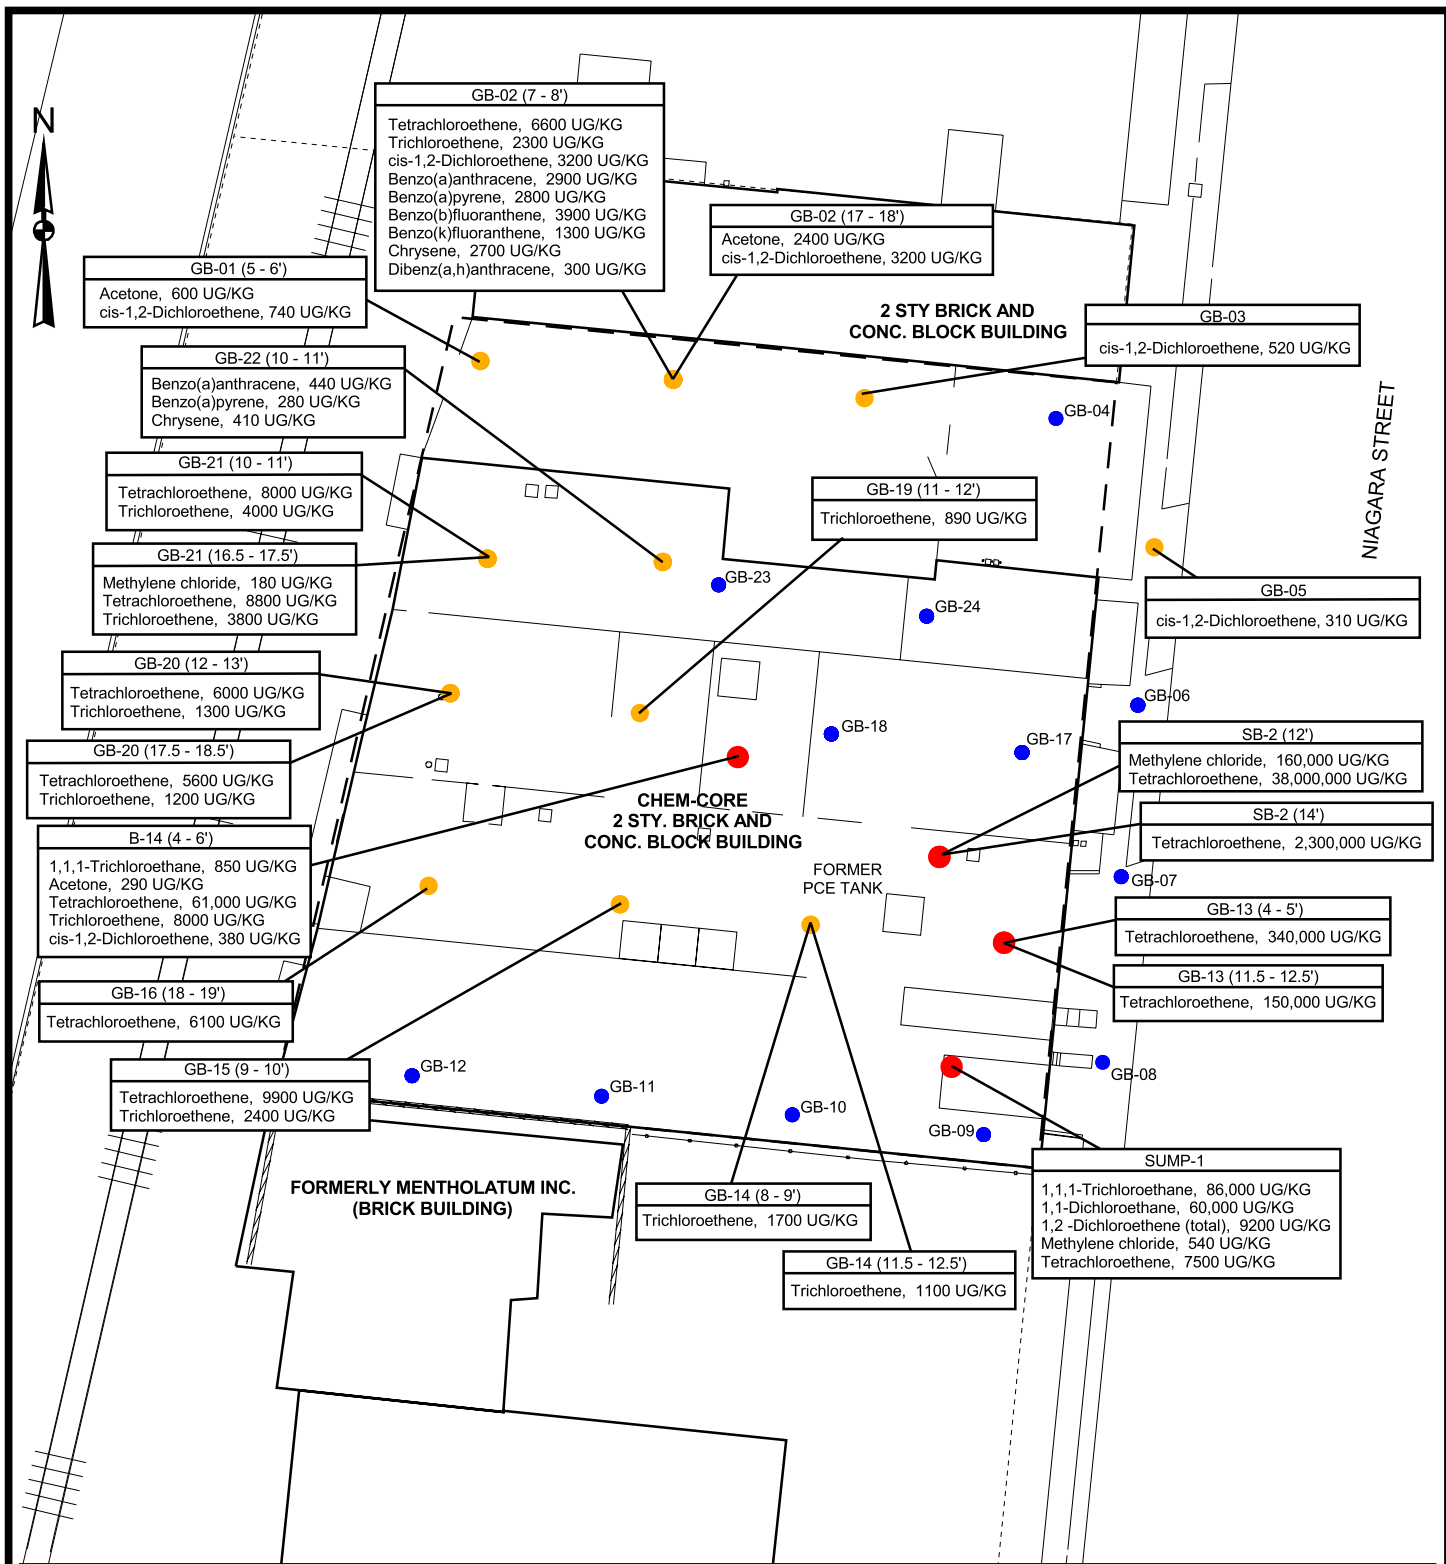 N
GB-02 (7 - 8')
Tetrachloroethene, 6600 UG/KG
Trichloroethene, 2300 UG/KG
cis-1,2-Dichloroethene, 3200 UG/KG
Benzo(a)anthracene, 2900 UG/KG
Benzo(a)pyrene, 2800 UG/KG
Benzo(b)fluoranthene, 3900 UG/KG
Benzo(k)fluoranthene, 1300 UG/KG
Chrysene, 2700 UG/KG
Dibenz(a,h)anthracene, 300 UG/KG
GB-02 (17 - 18')
Acetone, 2400 UG/KG
cis-1,2-Dichloroethene, 3200 UG/KG
GB-01 (5 - 6')
Acetone, 600 UG/KG
cis-1,2-Dichloroethene, 740 UG/KG
2 STY BRICK AND
CONC. BLOCK BUILDING
GB-03
cis-1,2-Dichloroethene, 520 UG/KG
GB-22 (10 - 11')
Benzo(a)anthracene, 440 UG/KG
Benzo(a)pyrene, 280 UG/KG
Chrysene, 410 UG/KG
GB-04
NIAGARA STREET
GB-21 (10 - 11')
Tetrachloroethene, 8000 UG/KG
Trichloroethene, 4000 UG/KG
GB-19 (11 - 12')
Trichloroethene, 890 UG/KG
GB-21 (16.5 - 17.5')
Methylene chloride, 180 UG/KG
Tetrachloroethene, 8800 UG/KG
Trichloroethene, 3800 UG/KG
GB-23
GB-24
GB-05
cis-1,2-Dichloroethene, 310 UG/KG
GB-20 (12 - 13')
Tetrachloroethene, 6000 UG/KG
Trichloroethene, 1300 UG/KG
GB-06
GB-18
GB-17
GB-20 (17.5 - 18.5')
Tetrachloroethene, 5600 UG/KG
Trichloroethene, 1200 UG/KG
SB-2 (12')
Methylene chloride, 160,000 UG/KG
Tetrachloroethene, 38,000,000 UG/KG
CHEM-CORE
2 STY. BRICK AND
CONC. BLOCK BUILDING
SB-2 (14')
Tetrachloroethene, 2,300,000 UG/KG
B-14 (4 - 6')
1,1,1-Trichloroethane, 850 UG/KG
Acetone, 290 UG/KG
Tetrachloroethene, 61,000 UG/KG
Trichloroethene, 8000 UG/KG
cis-1,2-Dichloroethene, 380 UG/KG
FORMER
PCE TANK
GB-07
GB-13 (4 - 5')
Tetrachloroethene, 340,000 UG/KG
GB-13 (11.5 - 12.5')
Tetrachloroethene, 150,000 UG/KG
GB-16 (18 - 19')
Tetrachloroethene, 6100 UG/KG
GB-15 (9 - 10')
Tetrachloroethene, 9900 UG/KG
Trichloroethene, 2400 UG/KG
GB-12
GB-11
GB-10
GB-09
GB-08
FORMERLY MENTHOLATUM INC.
(BRICK BUILDING)
GB-14 (8 - 9')
Trichloroethene, 1700 UG/KG
GB-14 (11.5 - 12.5')
Trichloroethene, 1100 UG/KG
SUMP-1
1,1,1-Trichloroethane, 86,000 UG/KG
1,1-Dichloroethane, 60,000 UG/KG
1,2 -Dichloroethene (total), 9200 UG/KG
Methylene chloride, 540 UG/KG
Tetrachloroethene, 7500 UG/KG